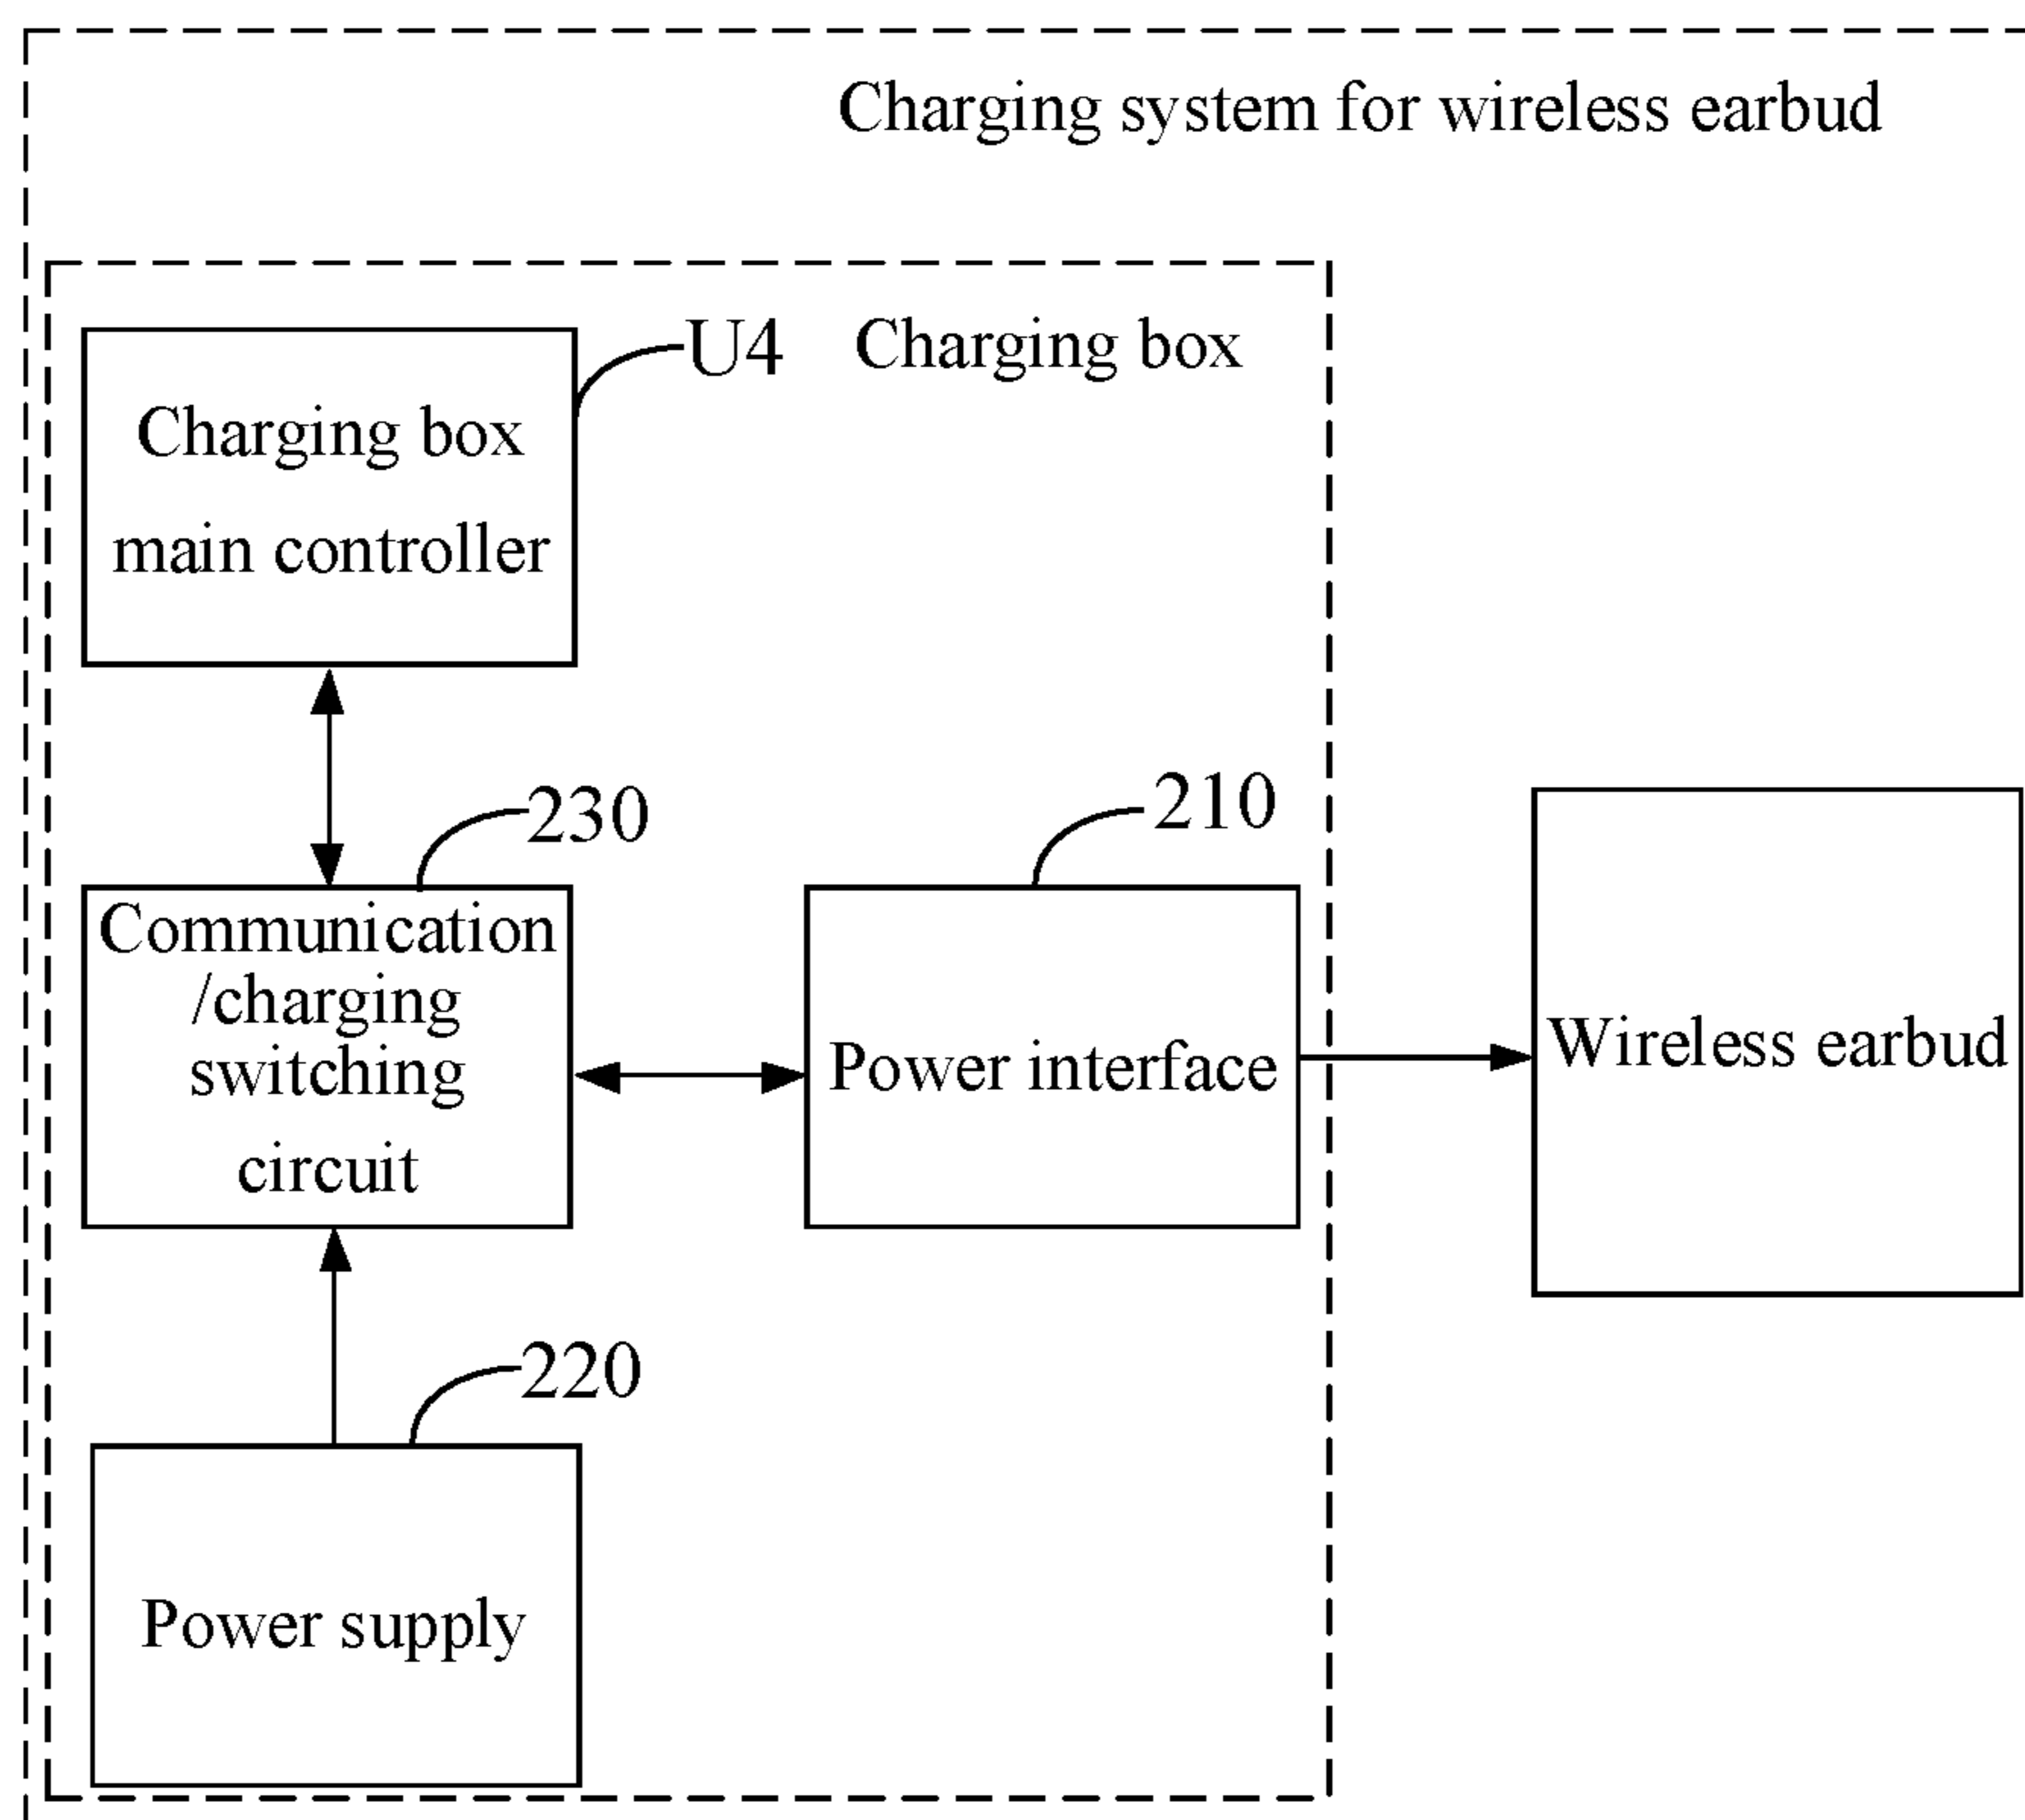 Charging system for wireless earbud
U4
Charging box
Charging box
main controller
230
210
Communication
/charging
switching
circuit
Power interface
Wireless earbud
220
Power supply